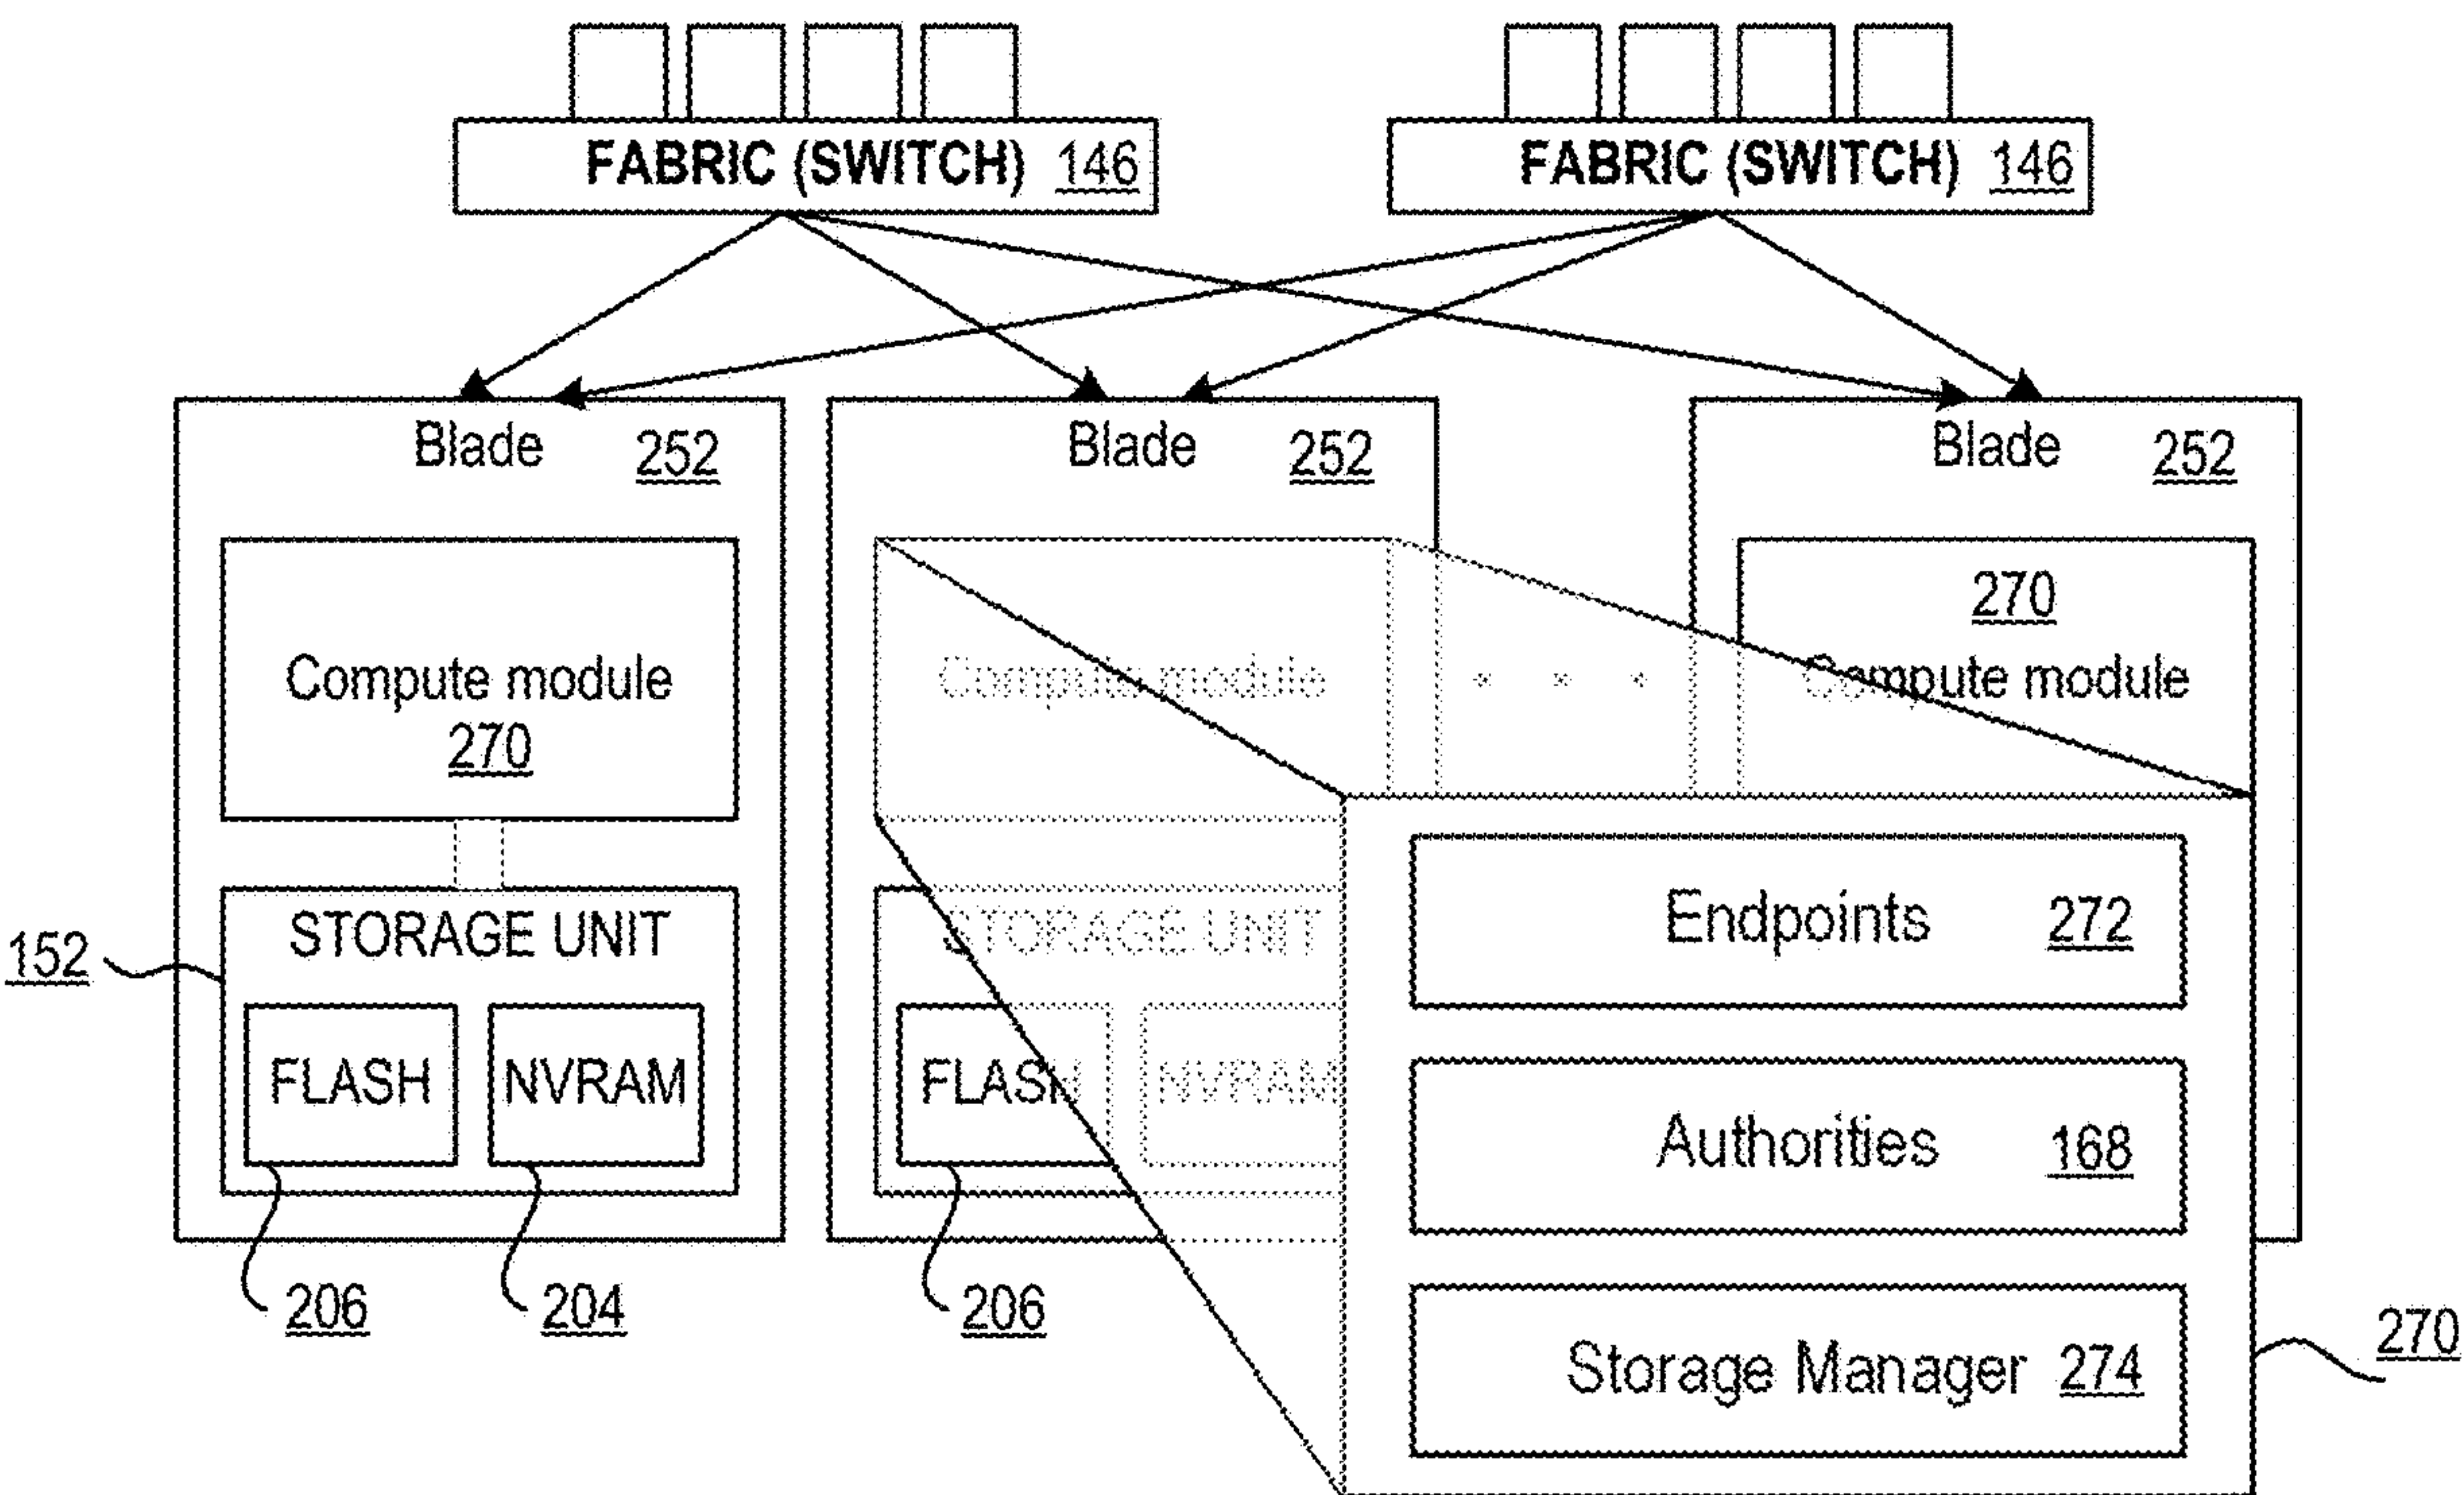 FABRIC (SWITCH) 146
FABRIC (SWITCH) 146
Blade 252
Blade 252
Blade 252
Compute module
270
Compute module
270
Compute module
STORAGE UNIT
152
FLASH
NVRAM
206
204
STORAGE UNIT
FLASH
NVRAM
206
Endpoints 272
Authorities 168
Storage Manager 274
270